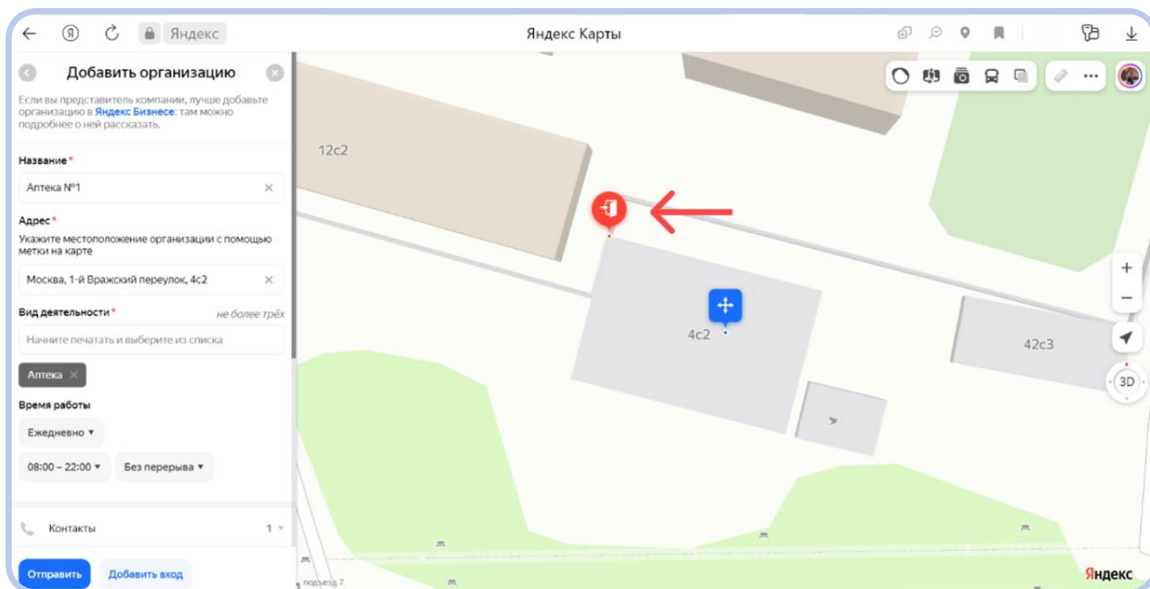 Яндекс
Яндекс Карты
Добавить организацию
Если вы представитель компании, лучше добавьте
организацию в Яндекс Бизнесе: там можно
подробнее о ней рассказать.
Название*
Аптека №1
Адрес*
Укажите местоположение организации с помощью
метки на карте
Москва, 1-й Вражский переулок, 4с2
Вид деятельности* не более трёх
Начните печатать и выберите из списка
Аптека
Время работы
Ежедневно
08:00 – 22:00 Без перерыва
Контакты 1
Отправить Добавить вход
12с2
4с2
42с3
3D
подъезд 7
Яндекс